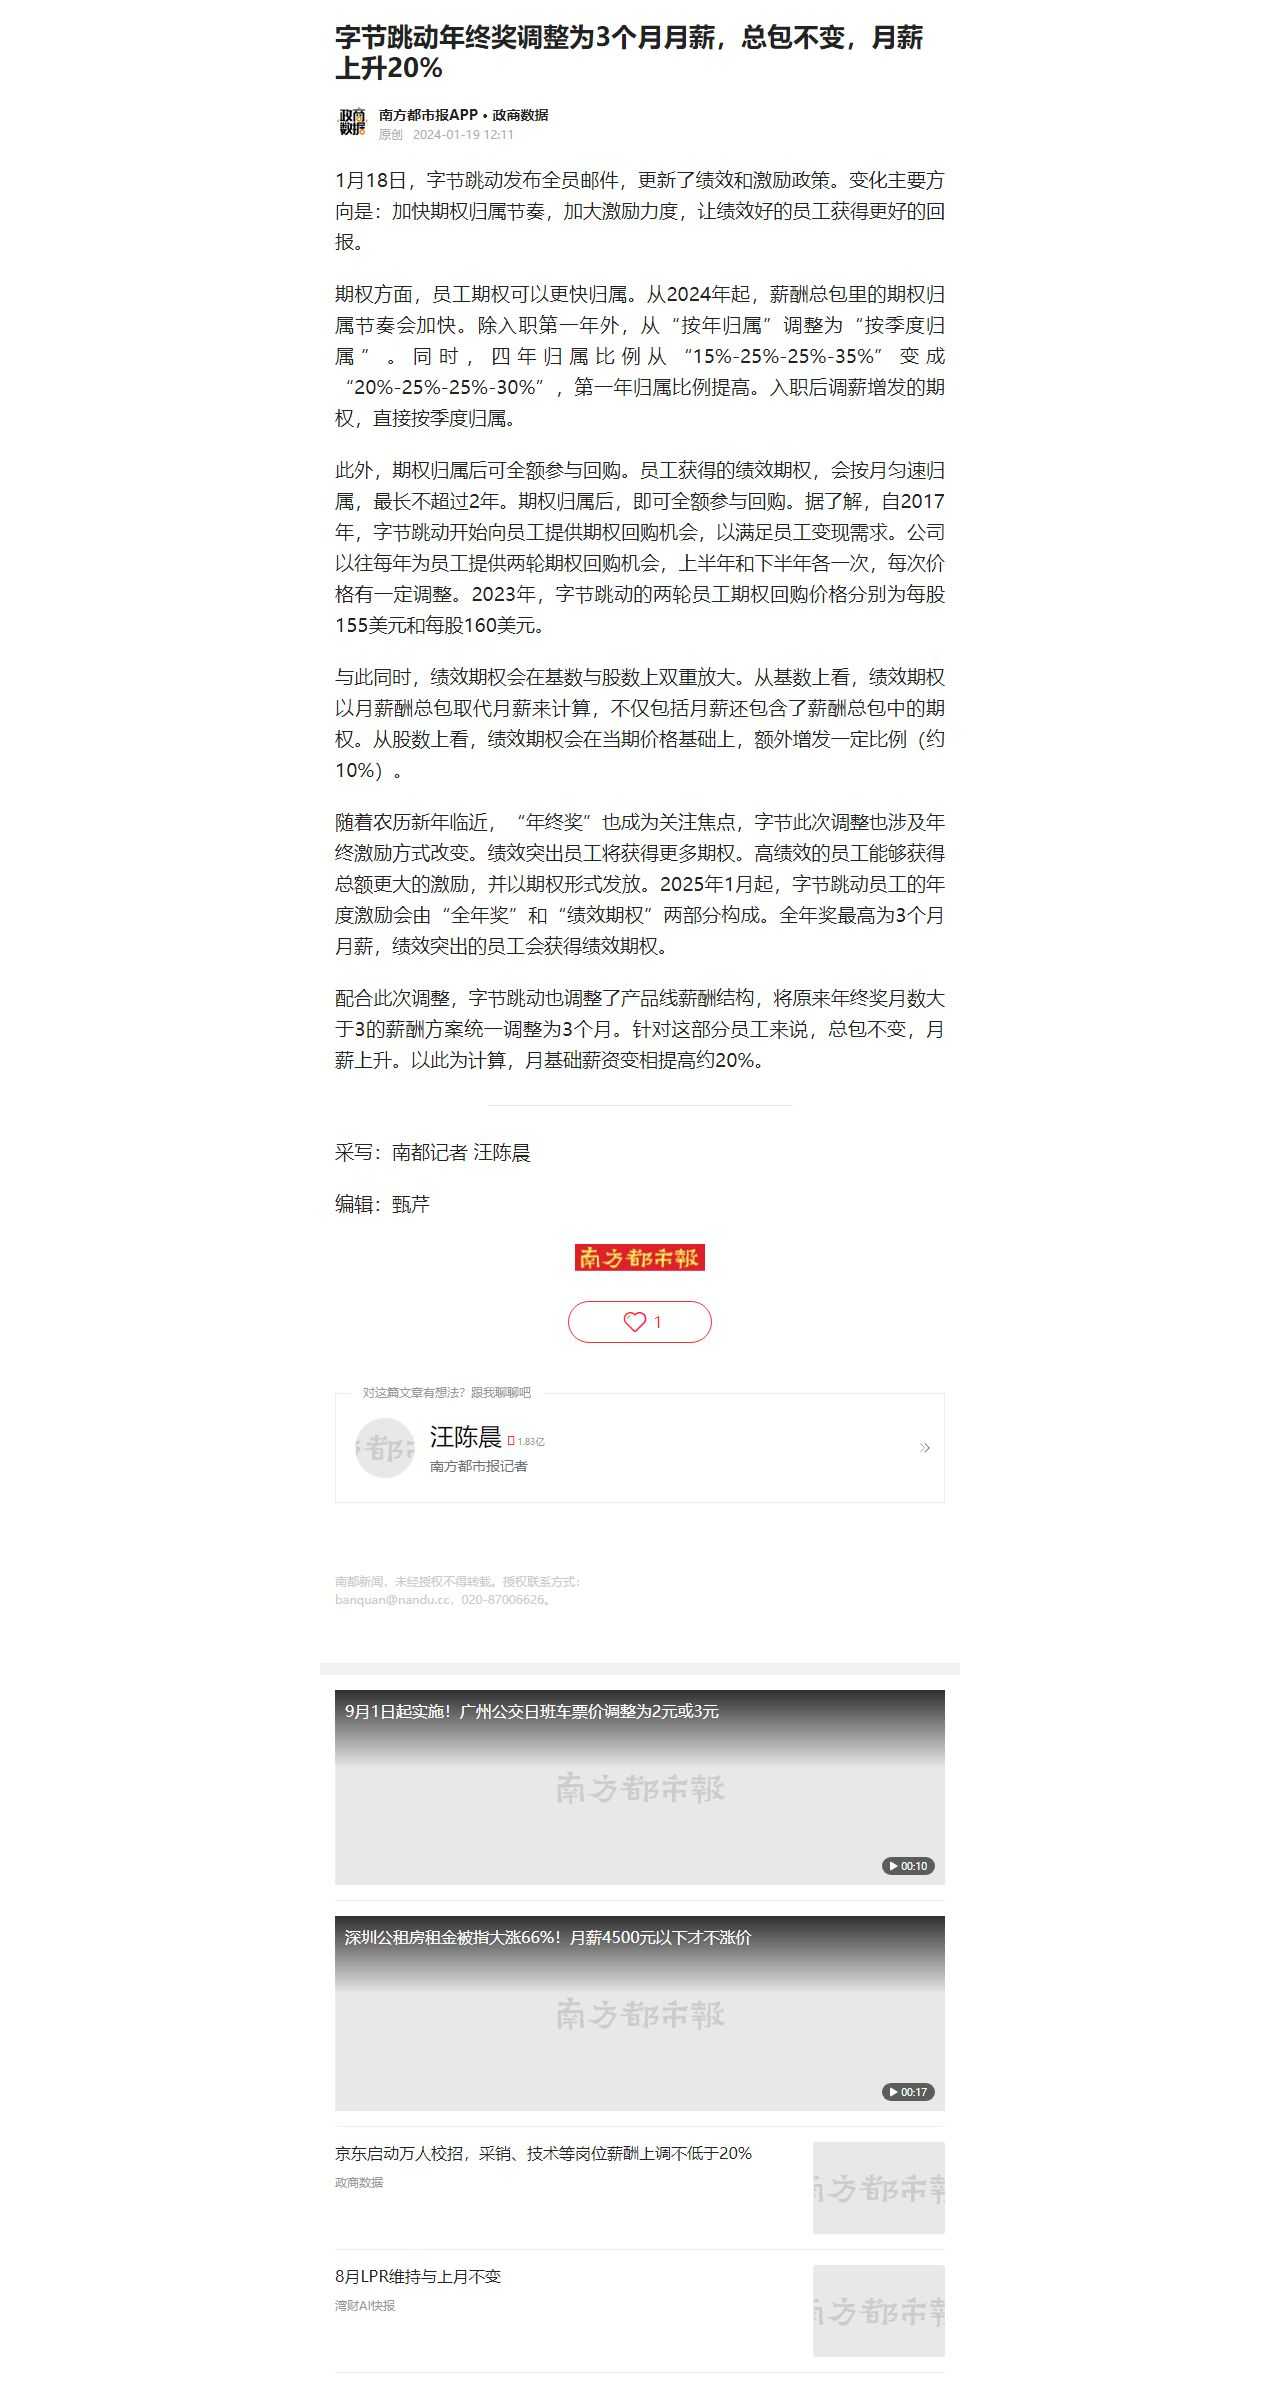 字节跳动年终奖调整为3个月月薪，总包不变，月薪
上升20%
政商
数据
南方都市报APP • 政商数据
原创 2024-01-19 12:11
1月18日，字节跳动发布全员邮件，更新了绩效和激励政策。变化主要方
向是：加快期权归属节奏，加大激励力度，让绩效好的员工获得更好的回
报。
期权方面，员工期权可以更快归属。从2024年起，薪酬总包里的期权归
属节奏会加快。除入职第一年外，从“按年归属”调整为“按季度归
属”。同时，四年归属比例从“15%-25%-25%-35%”变成
“20%-25%-25%-30%”，第一年归属比例提高。入职后调薪增发的期
权，直接按季度归属。
此外，期权归属后可全额参与回购。员工获得的绩效期权，会按月匀速归
属，最长不超过2年。期权归属后，即可全额参与回购。据了解，自2017
年，字节跳动开始向员工提供期权回购机会，以满足员工变现需求。公司
以往每年为员工提供两轮期权回购机会，上半年和下半年各一次，每次价
格有一定调整。2023年，字节跳动的两轮员工期权回购价格分别为每股
155美元和每股160美元。
与此同时，绩效期权会在基数与股数上双重放大。从基数上看，绩效期权
以月薪酬总包取代月薪来计算，不仅包括月薪还包含了薪酬总包中的期
权。从股数上看，绩效期权会在当期价格基础上，额外增发一定比例（约
10%）。
随着农历新年临近，“年终奖”也成为关注焦点，字节此次调整也涉及年
终激励方式改变。绩效突出员工将获得更多期权。高绩效的员工能够获得
总额更大的激励，并以期权形式发放。2025年1月起，字节跳动员工的年
度激励会由“全年奖”和“绩效期权”两部分构成。全年奖最高为3个月
月薪，绩效突出的员工会获得绩效期权。
配合此次调整，字节跳动也调整了产品线薪酬结构，将原来年终奖月数大
于3的薪酬方案统一调整为3个月。针对这部分员工来说，总包不变，月
薪上升。以此为计算，月基础薪资变相提高约20%。
采写：南都记者 汪陈晨
编辑：甄芹
南方都市報
1
对这篇文章有想法？跟我聊聊吧
汪陈晨 1.83亿
南方都市报记者
南都新闻，未经授权不得转载。授权联系方式：
banquan@nandu.cc，020-87006626。
9月1日起实施！广州公交日班车票价调整为2元或3元
南方都市報
00:10
深圳公租房租金被指大涨66%！月薪4500元以下才不涨价
南方都市報
00:17
京东启动万人校招，采销、技术等岗位薪酬上调不低于20%
政商数据
南方都市報
8月LPR维持与上月不变
湾财AI快报
南方都市報